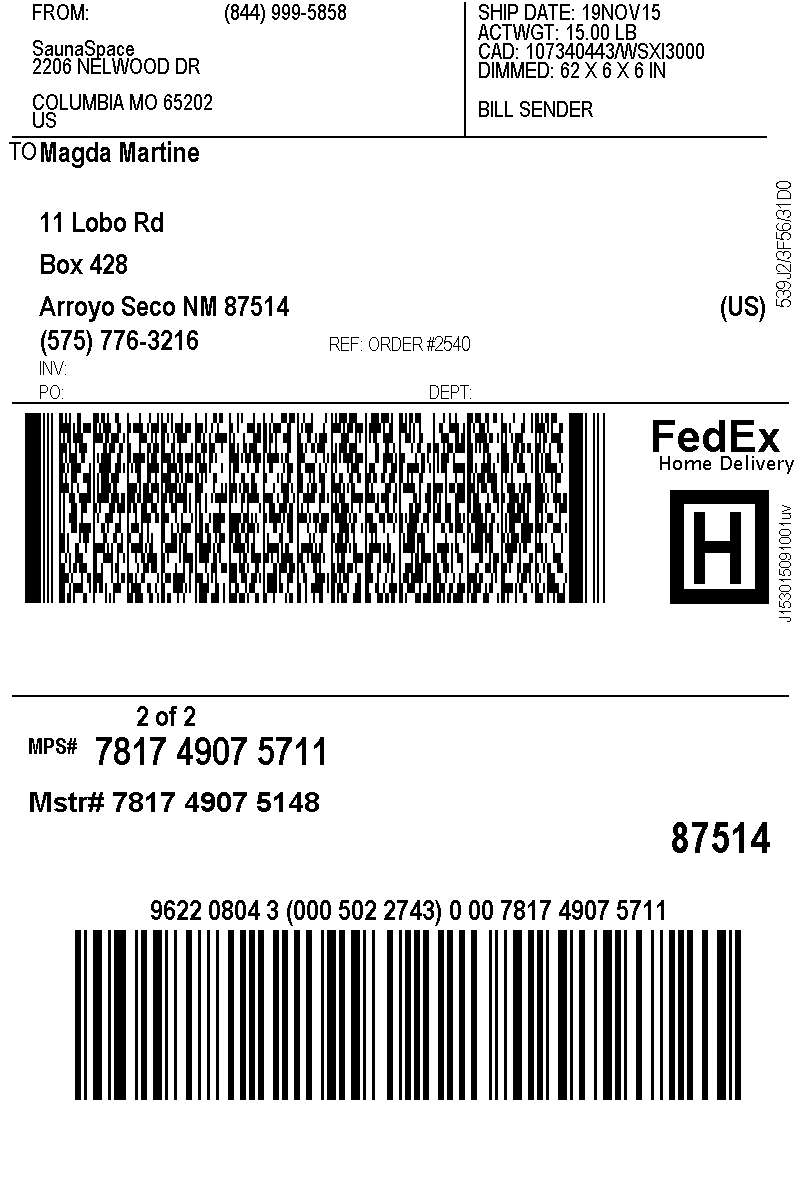 FROM: (844) 999-5858
SaunaSpace
2206 NELWOOD DR
COLUMBIA MO 65202
US
SHIP DATE: 19NOV15
ACTWGT: 15.00 LB
CAD: 107340443/WSXI3000
DIMMED: 62 X 6 X 6 IN
BILL SENDER
TO Magda Martine
11 Lobo Rd
Box 428
Arroyo Seco NM 87514 (US)
(575) 776-3216 REF: ORDER #2540
INV:
PO: DEPT:
539J2/3F56/31D0
FedEx
Home Delivery
H
J153015091001uv
2 of 2
MPS# 7817 4907 5711
Mstr# 7817 4907 5148
87514
9622 0804 3 (000 502 2743) 0 00 7817 4907 5711